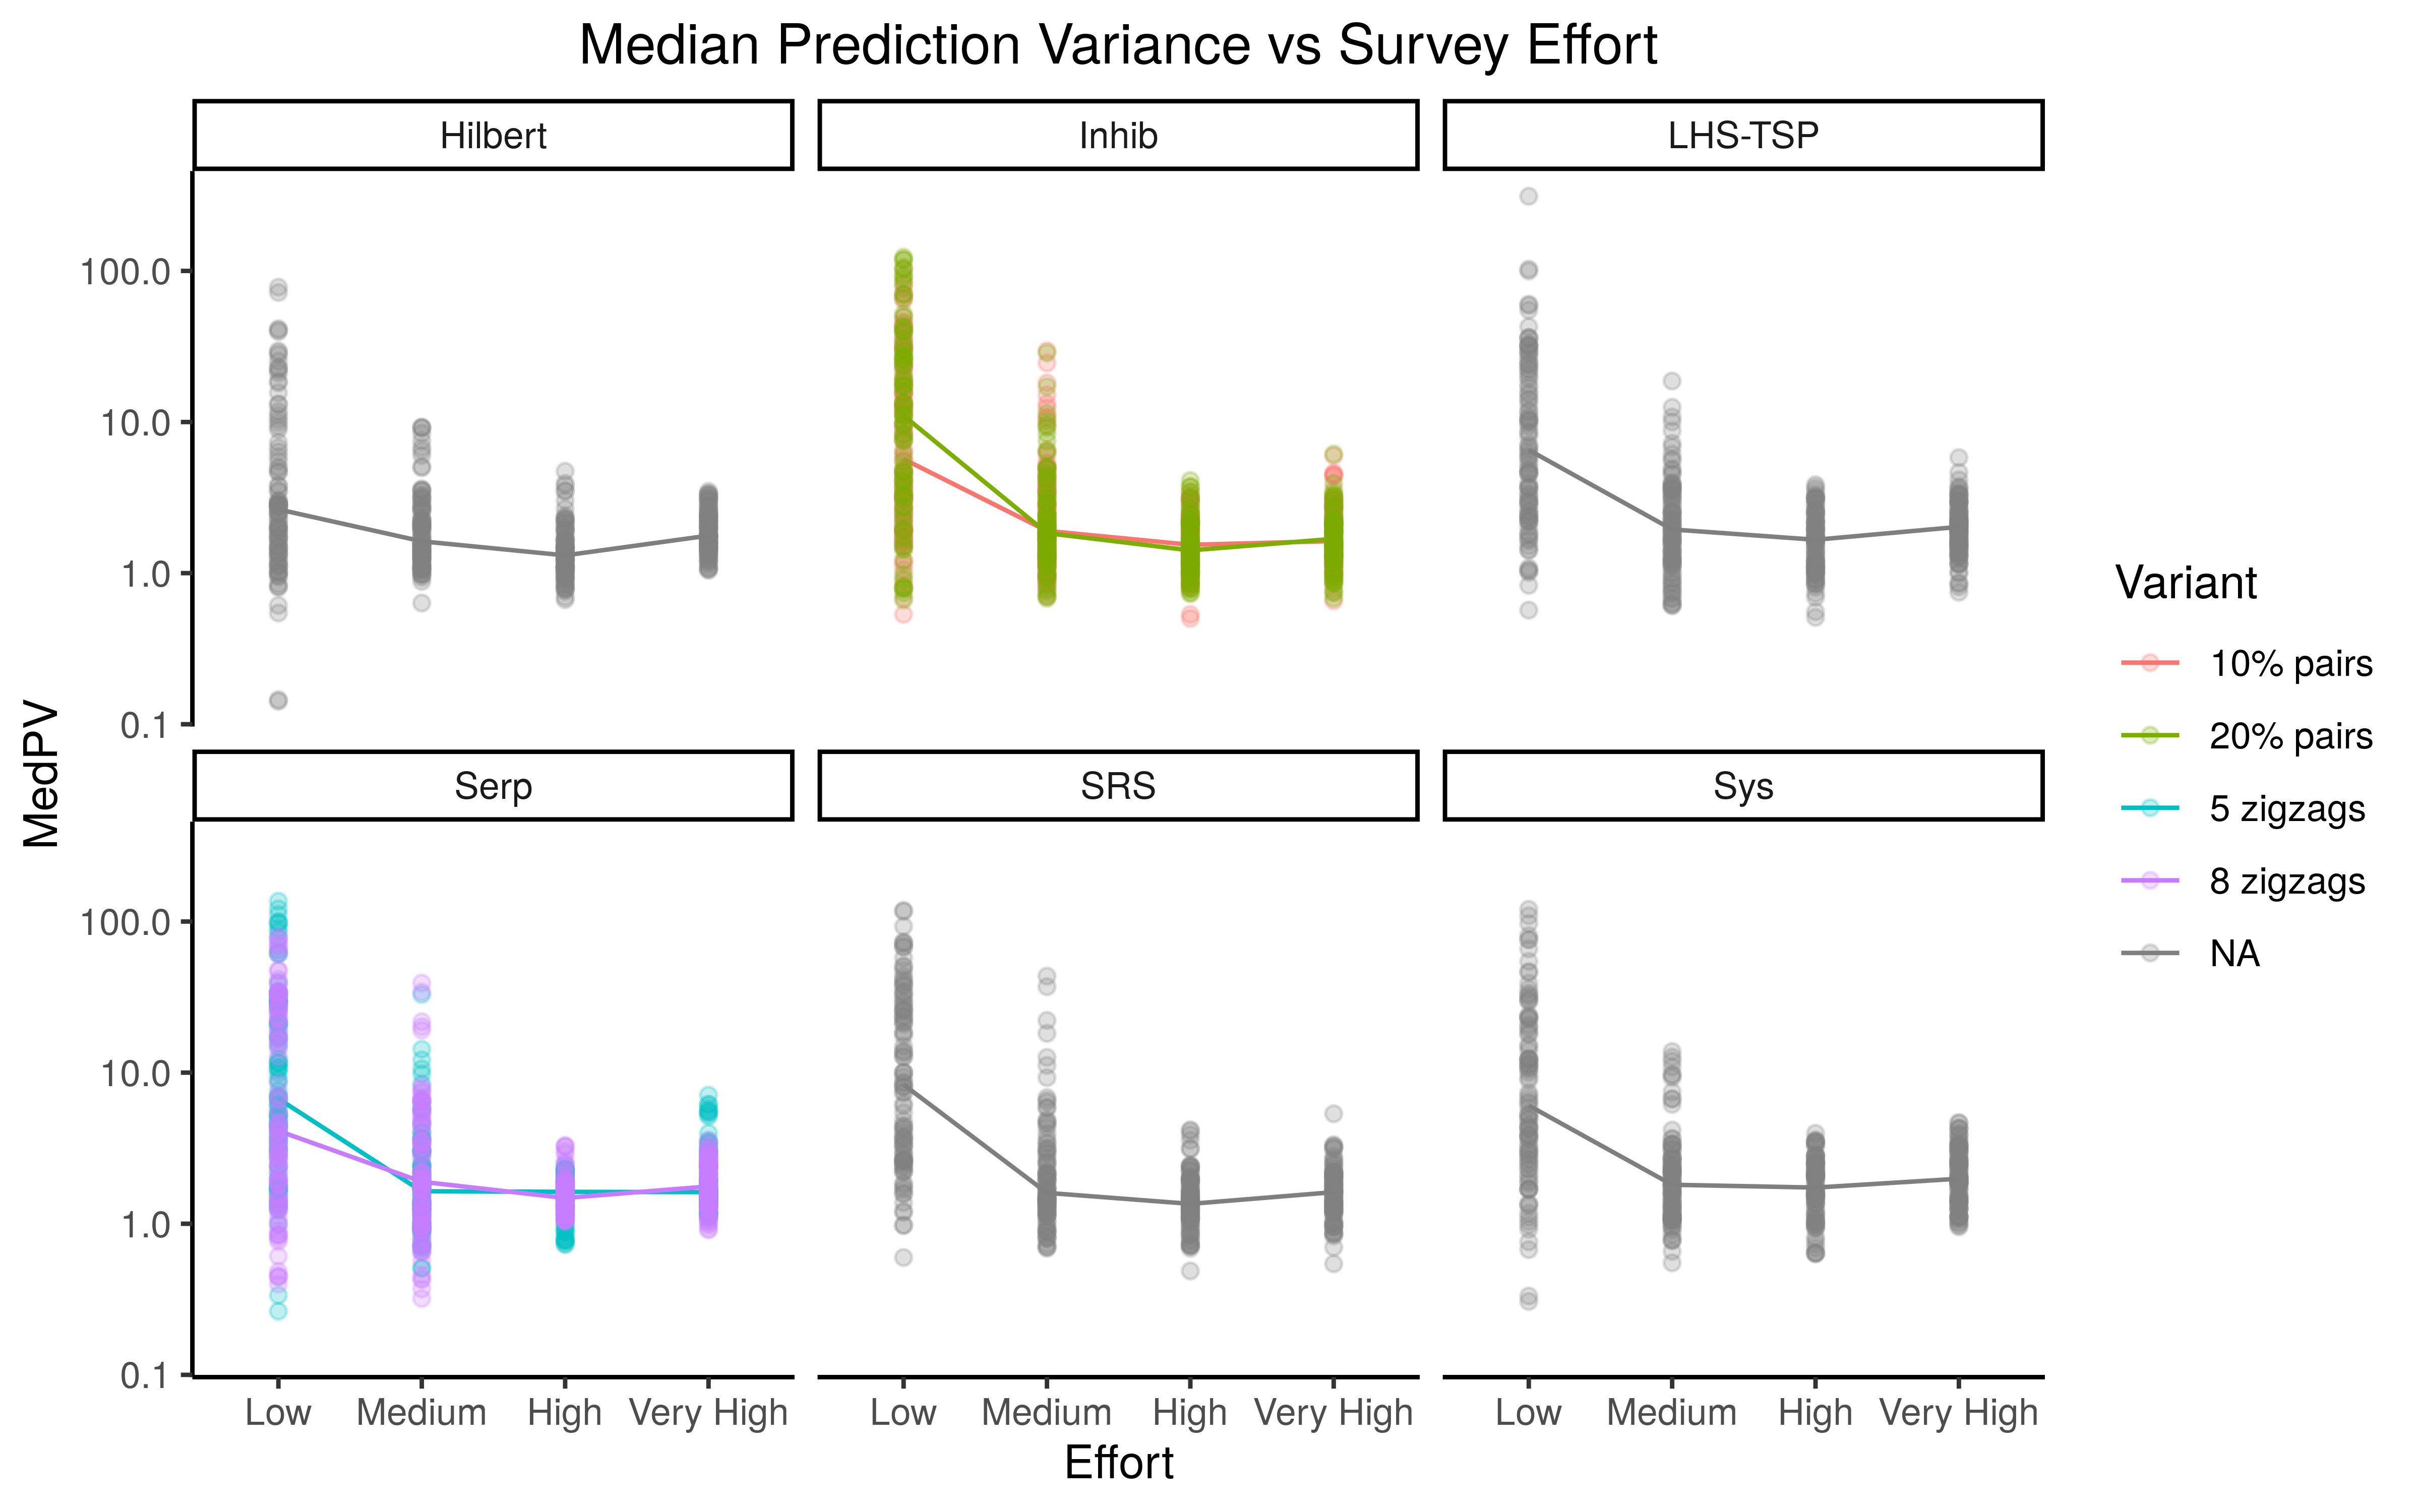 Median Prediction Variance vs Survey Effort
Hilbert
Inhib
LHS-TSP
100.0
10.0
1.0
0.1
Serp
SRS
Sys
100.0
10.0
1.0
0.1
MedPV
Low Medium High Very High
Low Medium High Very High
Low Medium High Very High
Effort
Variant
10% pairs
20% pairs
5 zigzags
8 zigzags
NA